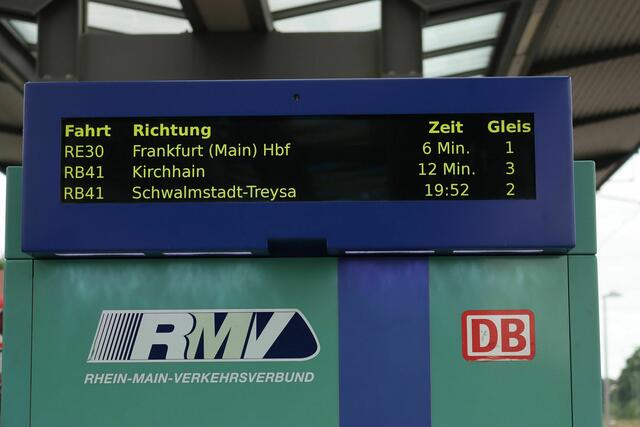 Fahrt Richtung Zeit Gleis
RE30 Frankfurt (Main) Hbf 6 Min. 1
RB41 Kirchhain 12 Min. 3
RB41 Schwalmstadt-Treysa 19:52 2
RMV
RHEIN-MAIN-VERKEHRSVERBUND
DB